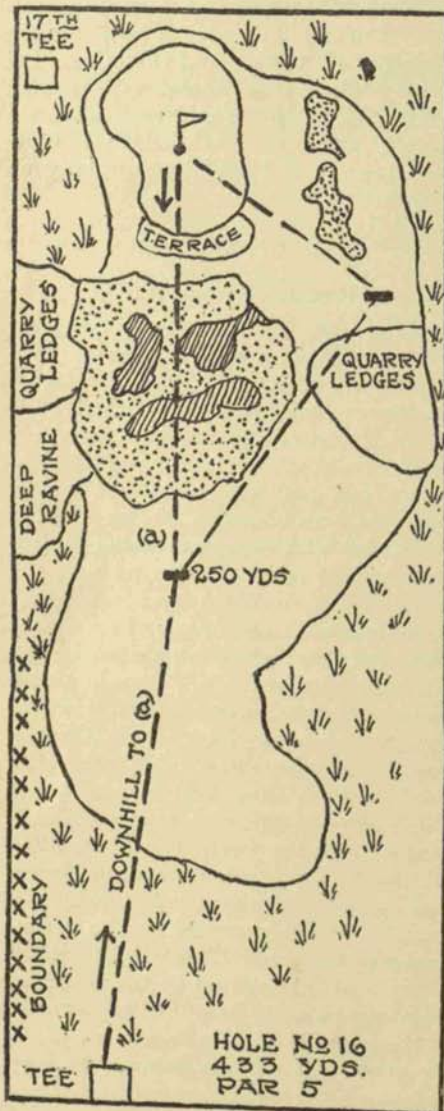 17TH
TEE
TERRACE
QUARRY
LEDGES
QUARRY
LEDGES
DEEP
RAVINE
(a)
250 YDS
DOWNHILL TO (a)
BOUNDARY
XXXXXXXXXXXXXXX
HOLE NO 16
433 YDS.
PAR 5
TEE